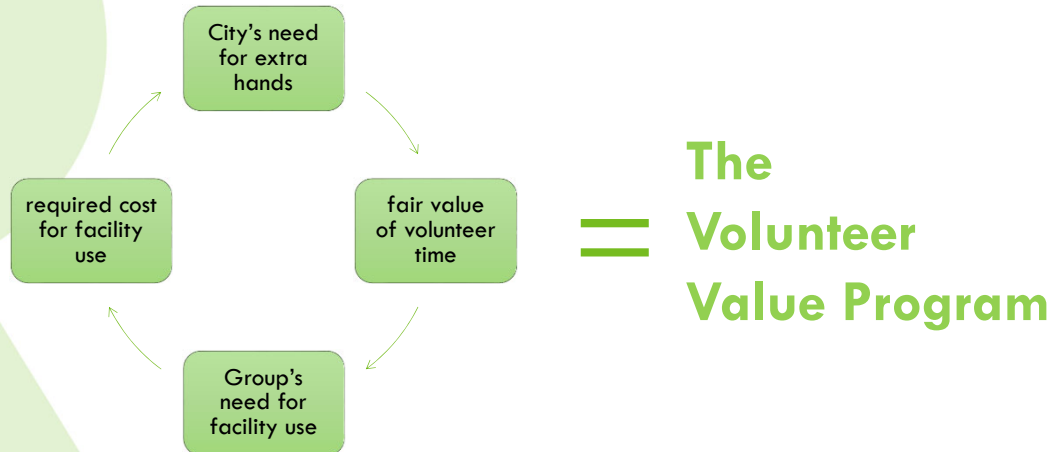 City's need
for extra
hands
required cost
for facility
use
fair value
of volunteer
time
=
The
Volunteer
Value Program
Group's
need for
facility use